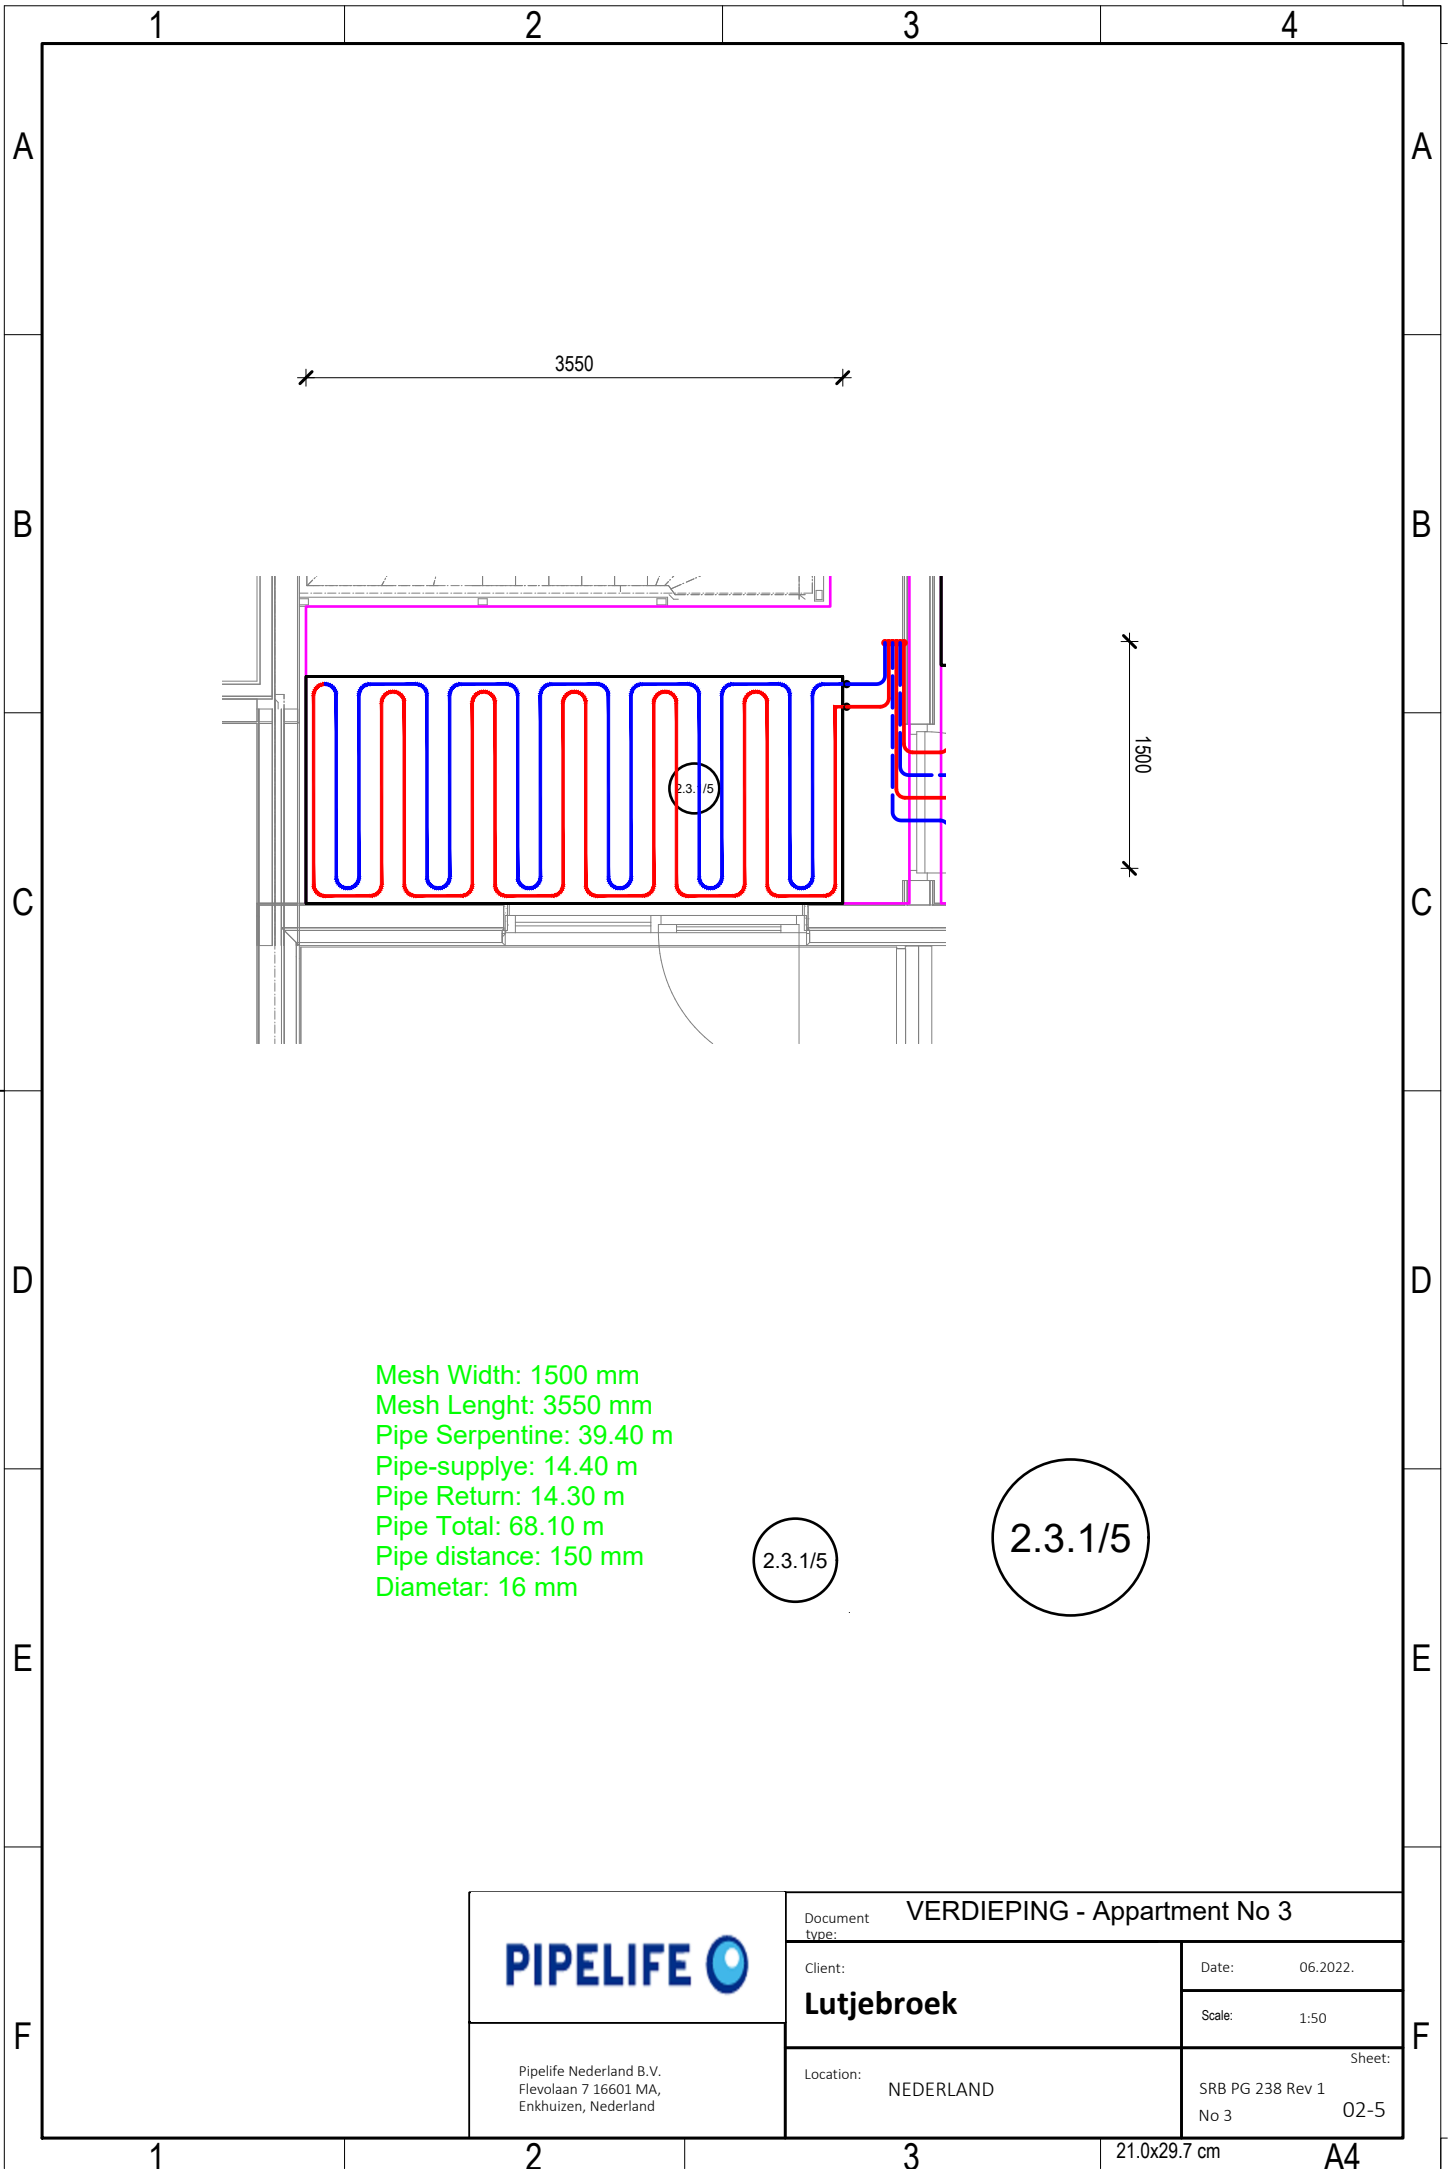 1 2 3 4
A A
3550
B B
2.3.1/5
1500
C C
D D
Mesh Width: 1500 mm
Mesh Lenght: 3550 mm
Pipe Serpentine: 39.40 m
Pipe-supplye: 14.40 m
Pipe Return: 14.30 m
Pipe Total: 68.10 m
Pipe distance: 150 mm
Diametar: 16 mm
2.3.1/5
2.3.1/5
E E
PIPELIFE
Document type: VERDIEPING - Appartment No 3
Client:
Lutjebroek
Date: 06.2022.
Scale: 1:50
F F
Pipelife Nederland B.V.
Flevolaan 7 16601 MA,
Enkhuizen, Nederland
Location: NEDERLAND
Sheet:
SRB PG 238 Rev 1
No 3 02-5
1 2 3 21.0x29.7 cm A4